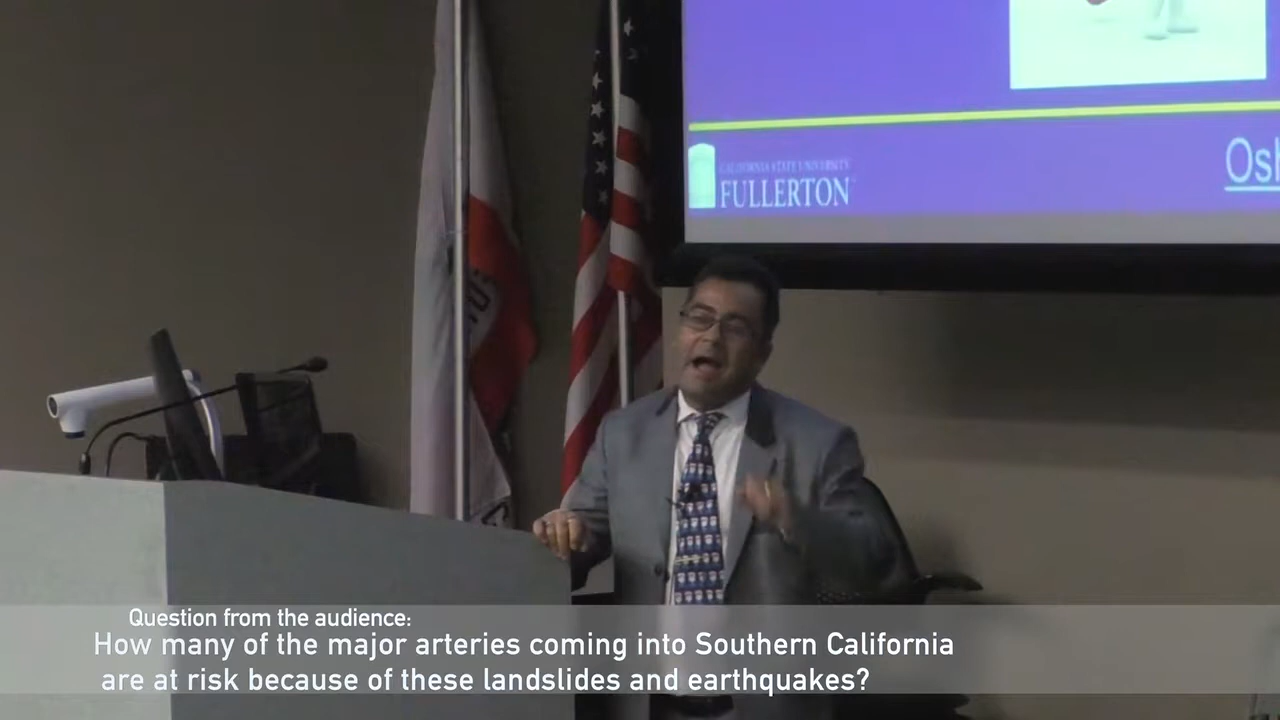 Osh
CALIFORNIA STATE UNIVERSITY
FULLERTON
Question from the audience:
How many of the major arteries coming into Southern California
are at risk because of these landslides and earthquakes?